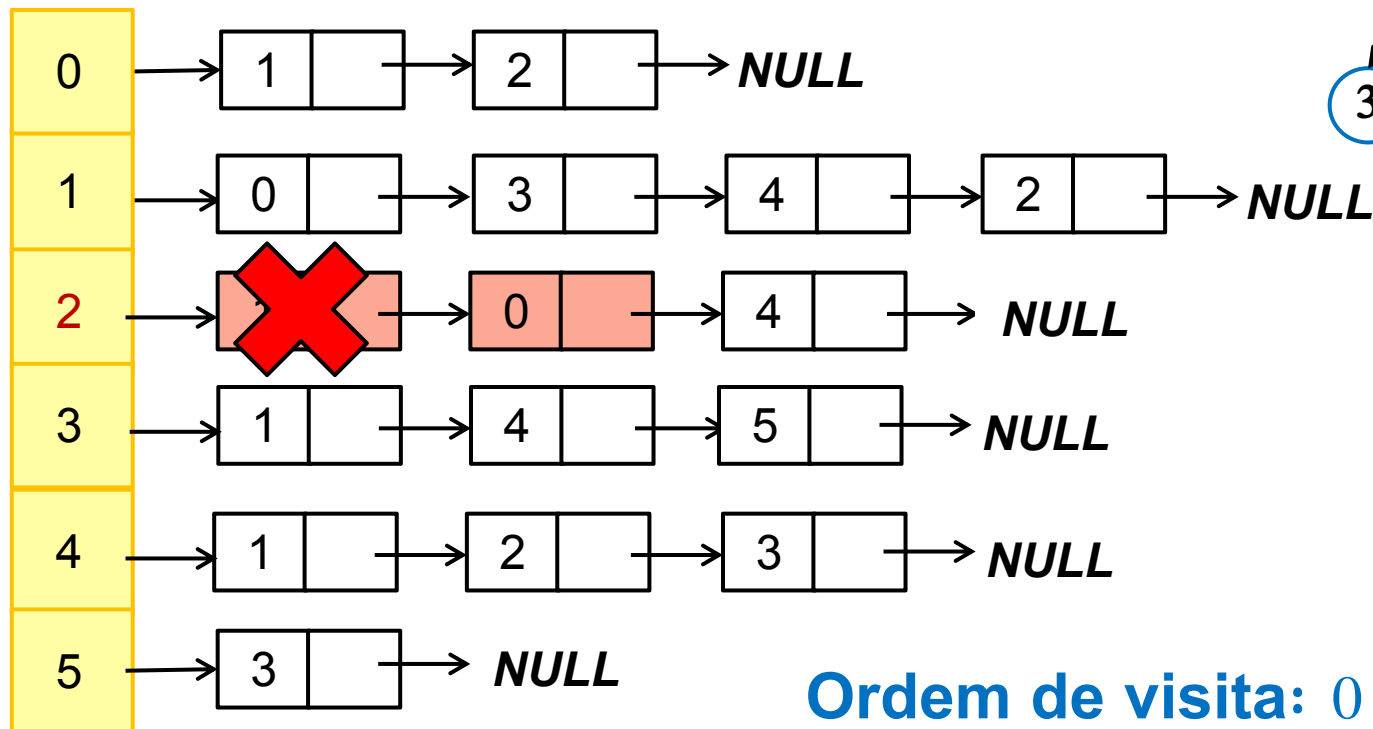 0 1 2 NULL
3
1 0 3 4 2 NULL
2 0 4 NULL
3 1 4 5 NULL
4 1 2 3 NULL
5 3 NULL
Ordem de visita: 0